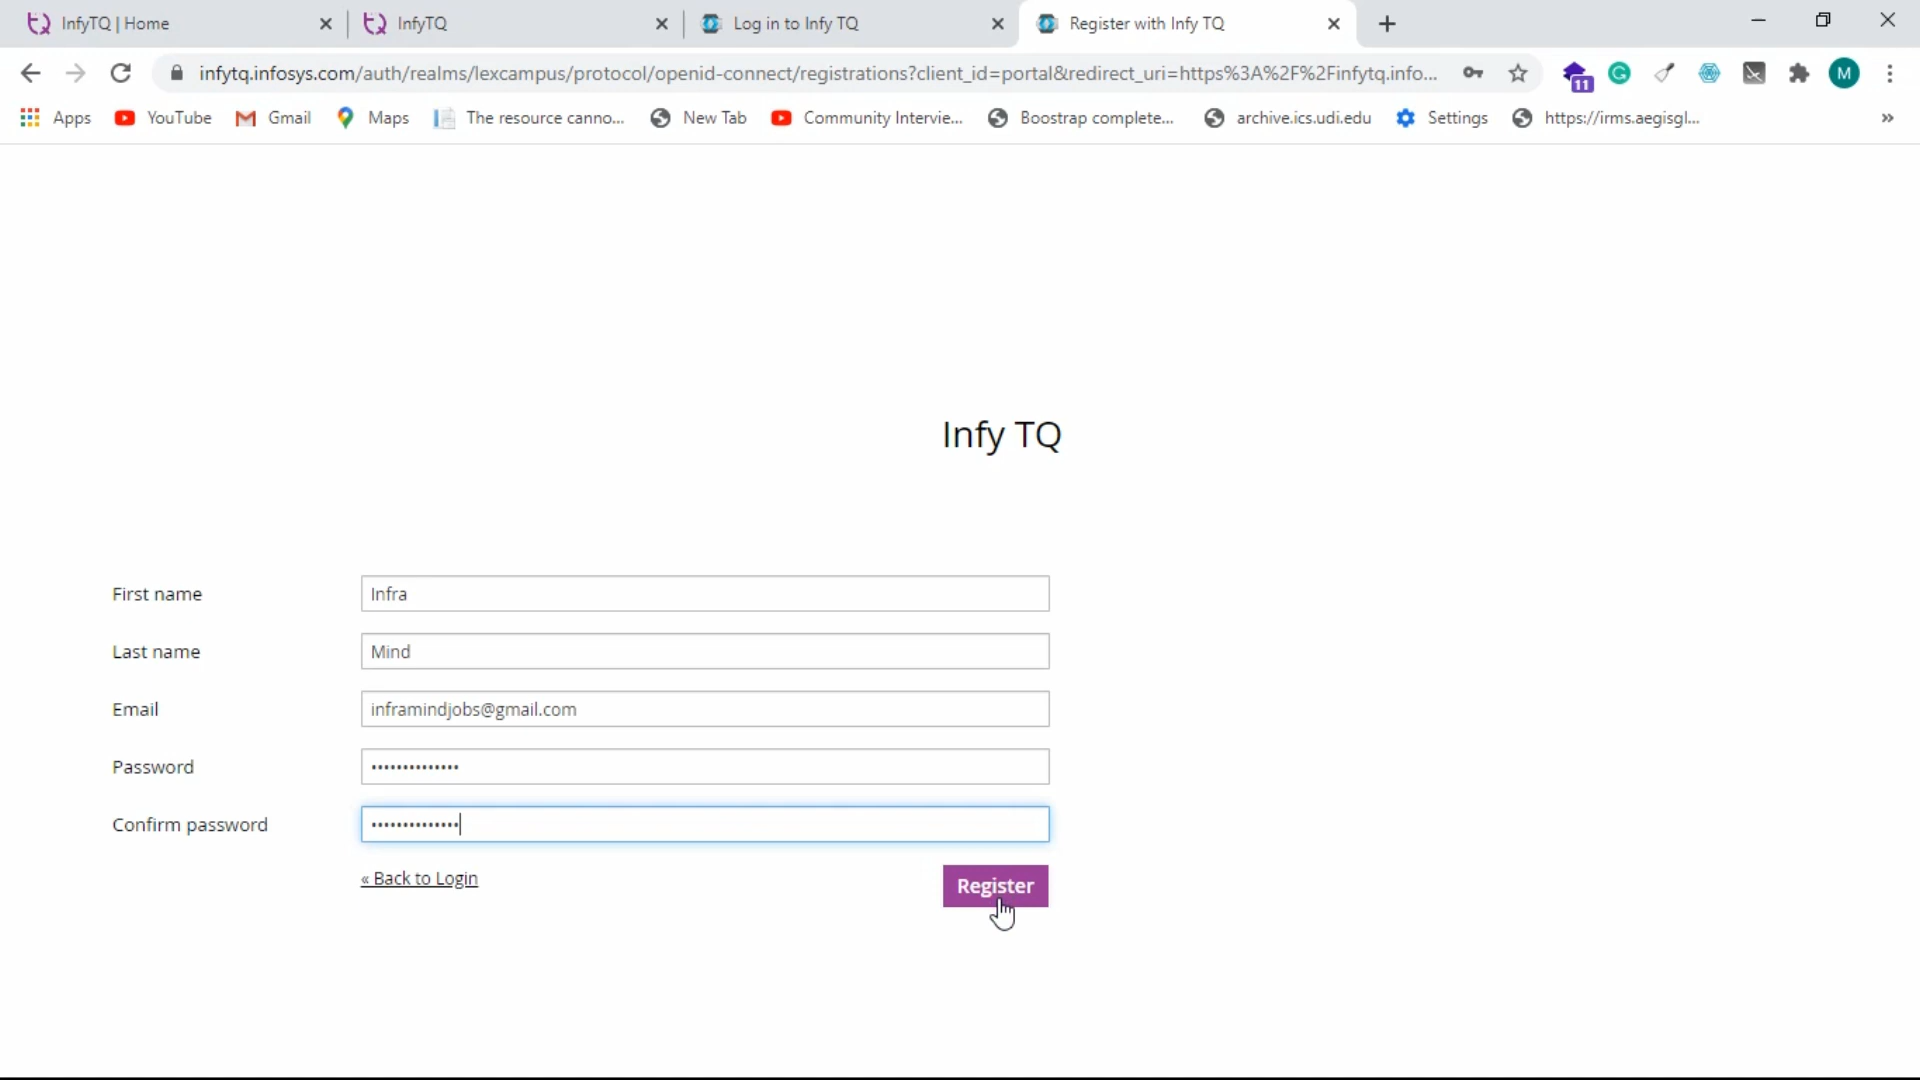 InfyTQ | Home
InfyTQ
Log in to Infy TQ
Register with Infy TQ
infytq.infosys.com/auth/realms/lexcampus/protocol/openid-connect/registrations?client_id=portal&redirect_uri=https%3A%2F%2Finfytq.info...
11
M
Apps
YouTube
Gmail
Maps
The resource canno...
New Tab
Community Intervie...
Boostrap complete...
archive.ics.udi.edu
Settings
https://irms.aegisgl...
»
Infy TQ
First name
Infra
Last name
Mind
Email
inframindjobs@gmail.com
Password
••••••••••••••
Confirm password
••••••••••••••
« Back to Login
Register